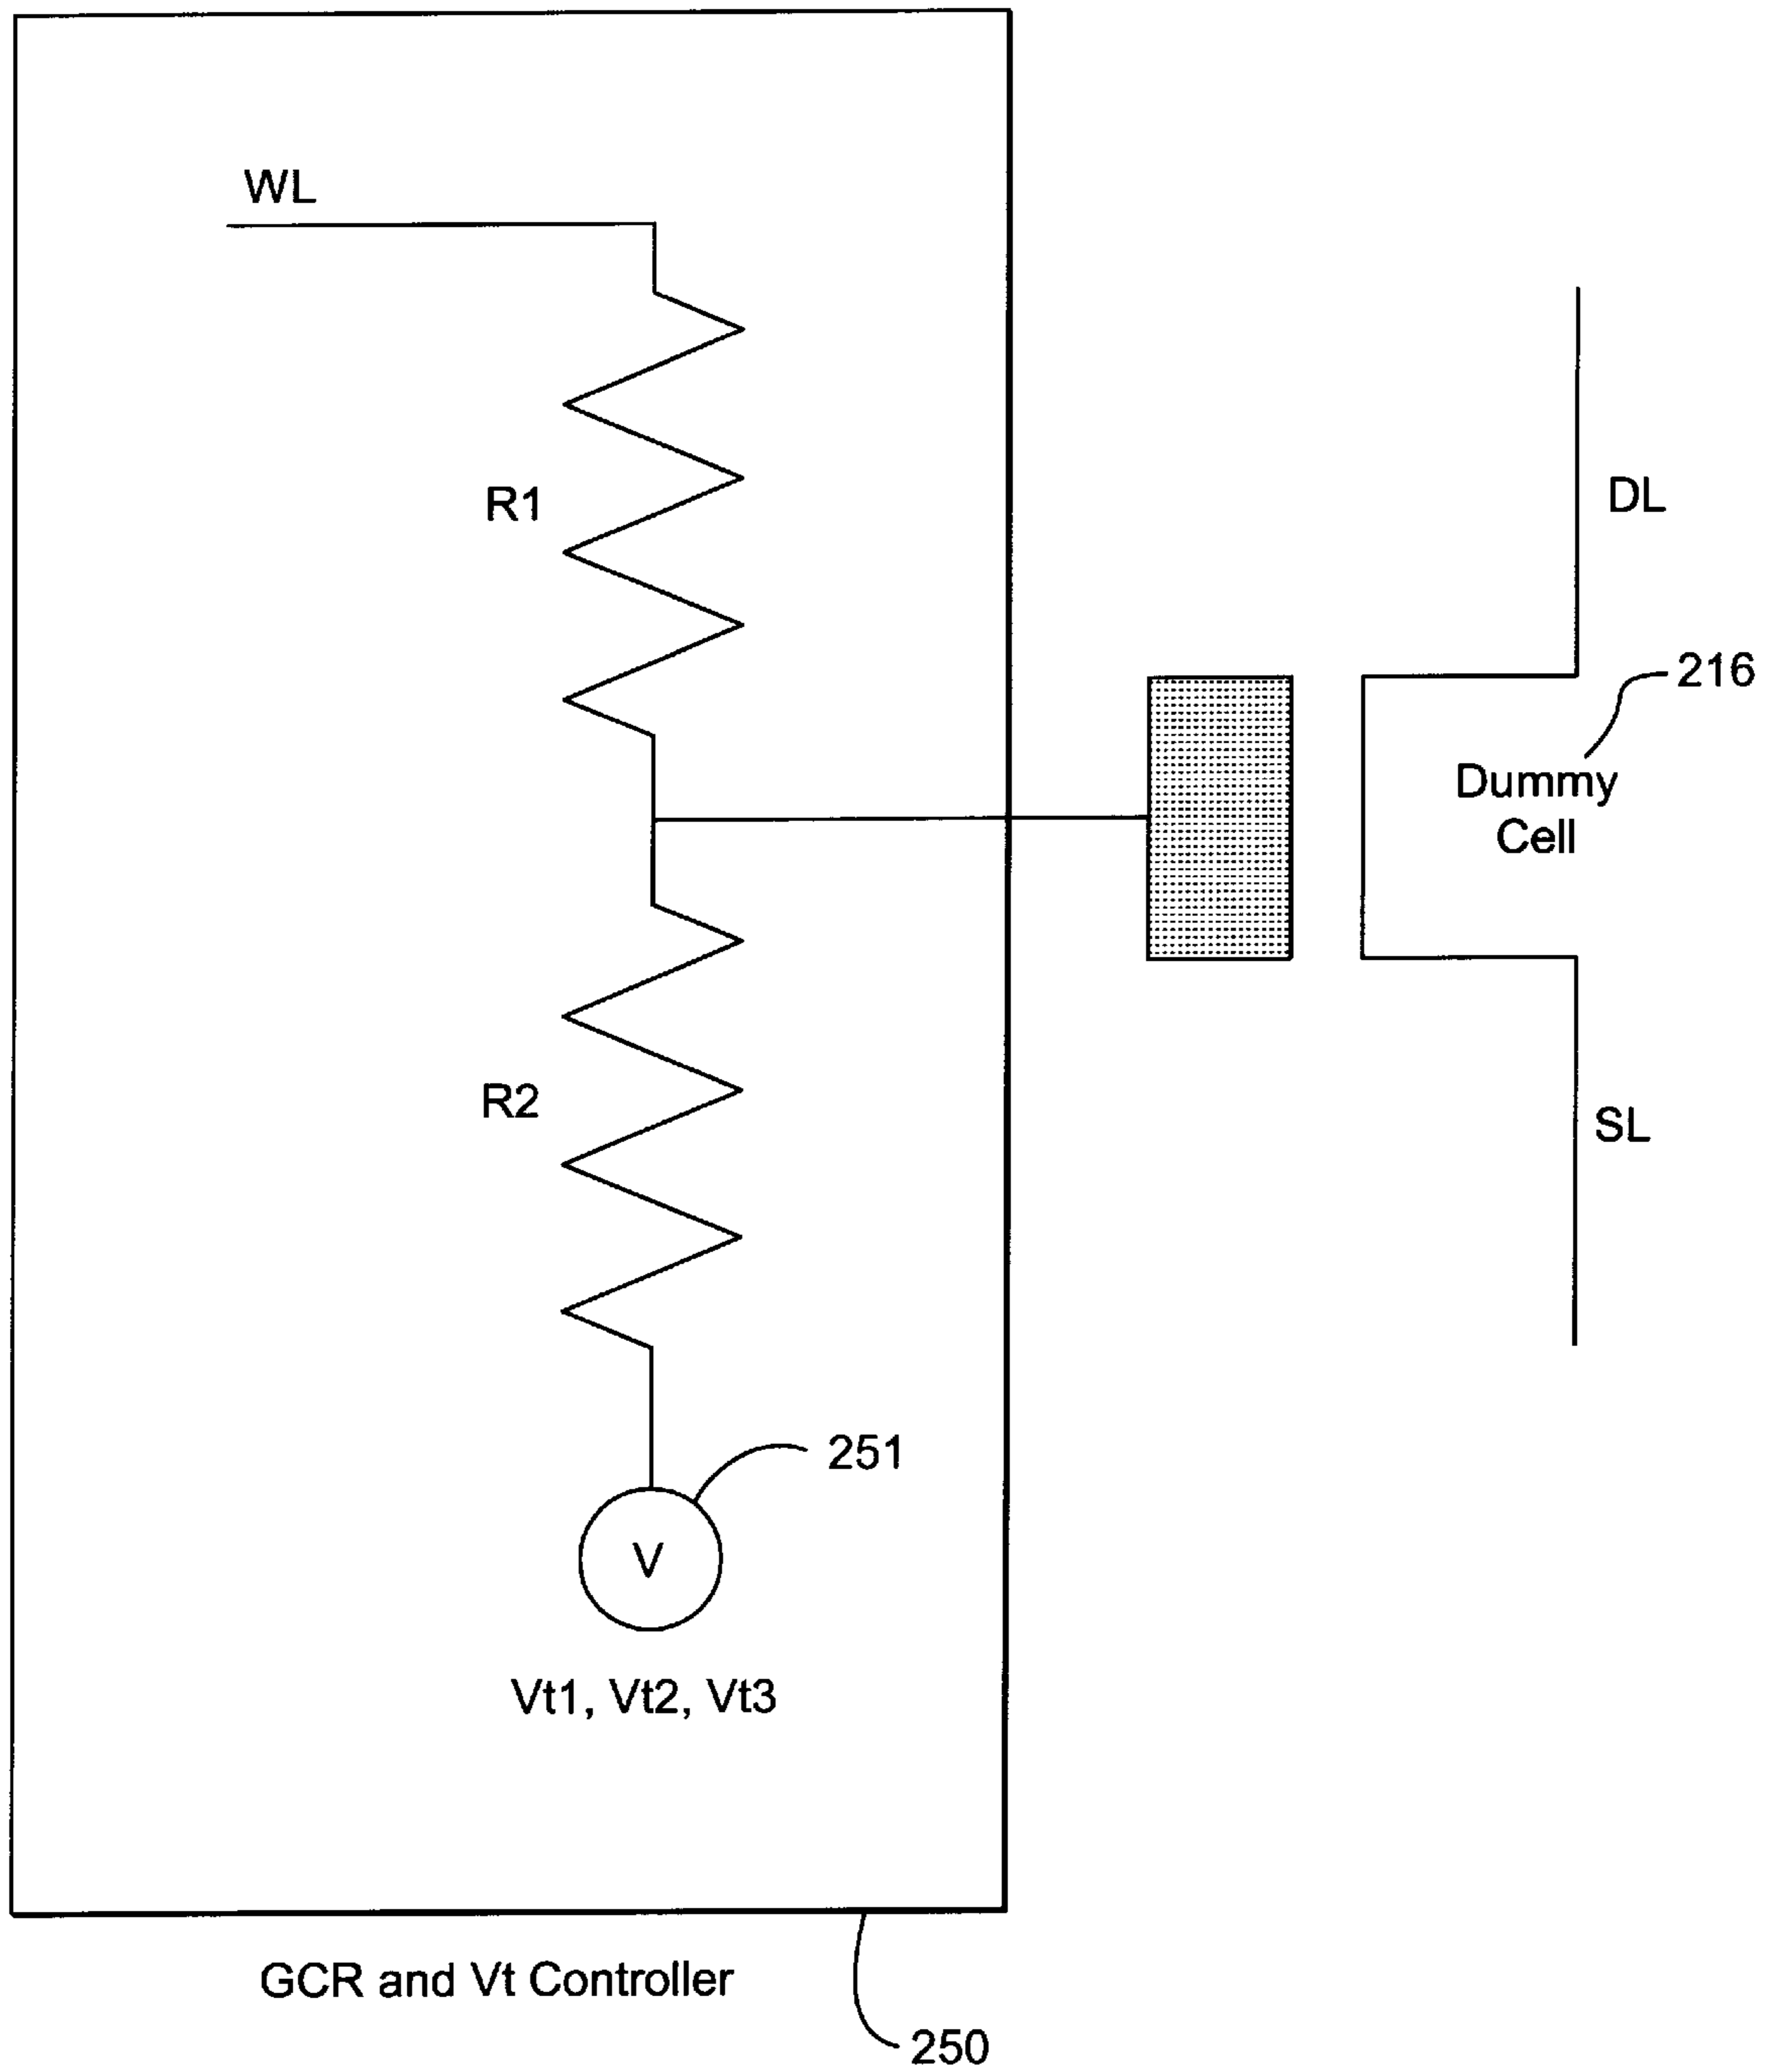 WL
R1
DL
216
Dummy
Cell
R2
SL
251
V
Vt1, Vt2, Vt3
GCR and Vt Controller
250